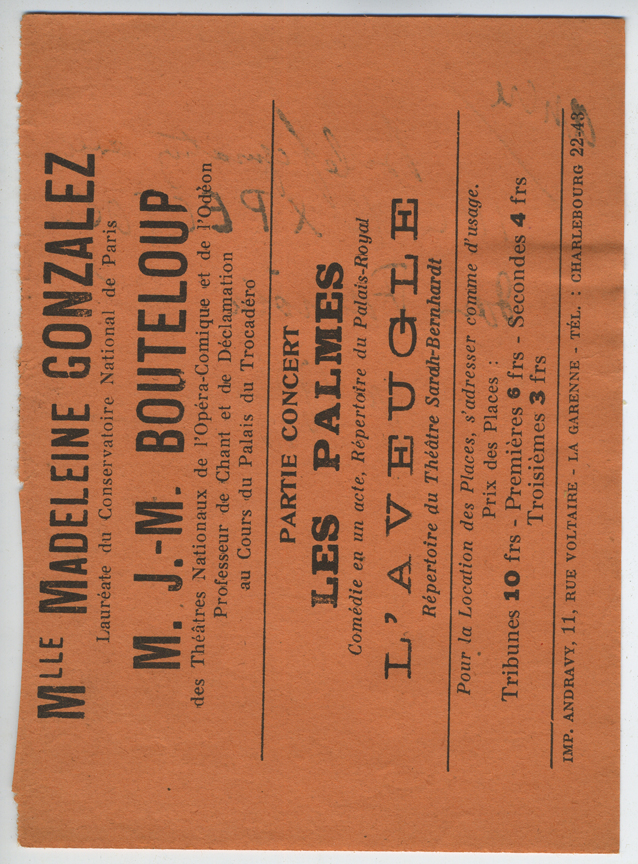 MLLE MADELEINE GONZALEZ
Lauréate du Conservatoire National de Paris
M. J.-M. BOUTELOUP
des Théâtres Nationaux de l'Opéra-Comique et de l'Odéon
Professeur de Chant et de Déclamation
au Cours du Palais du Trocadéro
PARTIE CONCERT
LES PALMES
Comédie en un acte, Répertoire du Palais-Royal
L'AVEUGLE
Répertoire du Théâtre Sarah-Bernhardt
Pour la Location des Places, s'adresser comme d'usage.
Prix des Places :
Tribunes 10 frs - Premières 6 frs - Secondes 4 frs
Troisièmes 3 frs
IMP. ANDRAVY, 11, RUE VOLTAIRE - LA GARENNE - TÉL. : CHARLEBOURG 22-43.